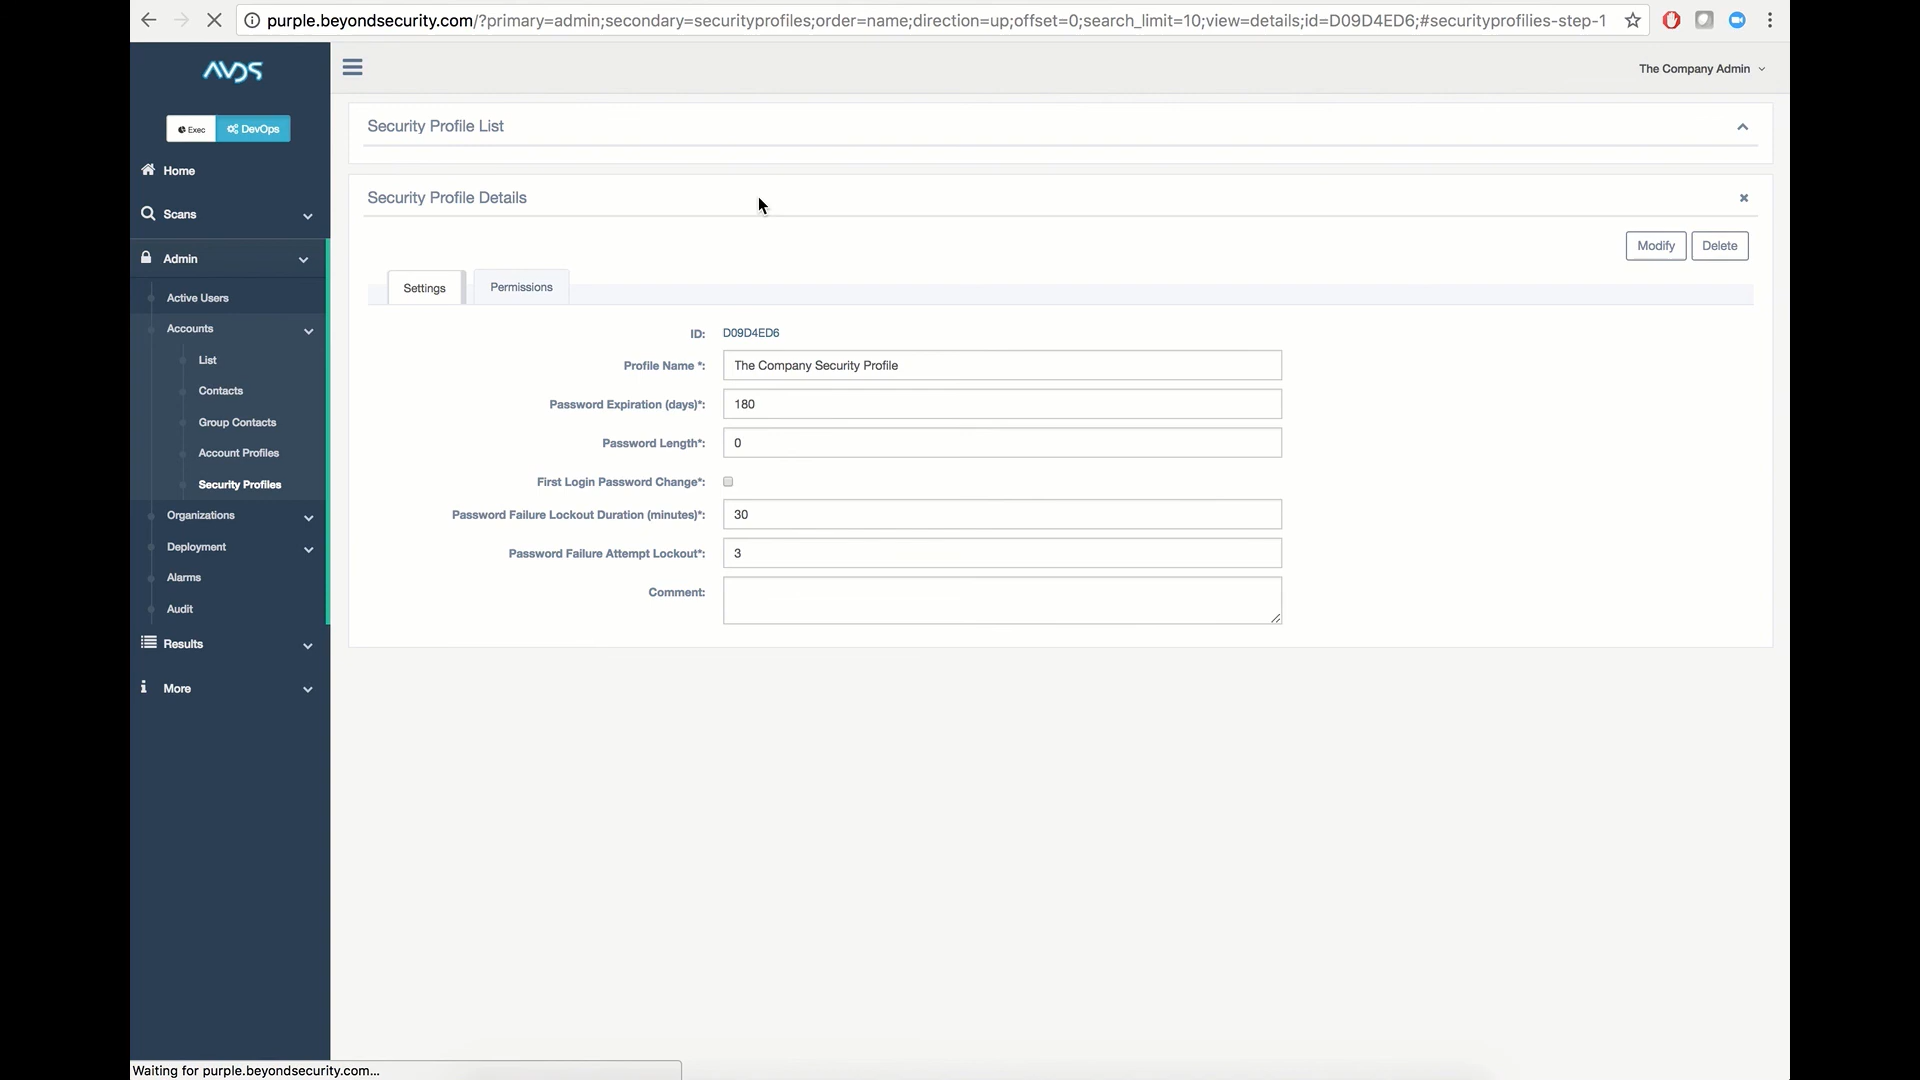 purple.beyondsecurity.com/?primary=admin;secondary=securityprofiles;order=name;direction=up;offset=0;search_limit=10;view=details;id=D09D4ED6;#securityprofilies-step-1
AVDS
The Company Admin
Exec DevOps
Home
Scans
Admin
Active Users
Accounts
List
Contacts
Group Contacts
Account Profiles
Security Profiles
Organizations
Deployment
Alarms
Audit
Results
More
Security Profile List
Security Profile Details
Modify Delete
Settings Permissions
ID: D09D4ED6
Profile Name *: The Company Security Profile
Password Expiration (days)*: 180
Password Length*: 0
First Login Password Change*:
Password Failure Lockout Duration (minutes)*: 30
Password Failure Attempt Lockout*: 3
Comment:
Waiting for purple.beyondsecurity.com...